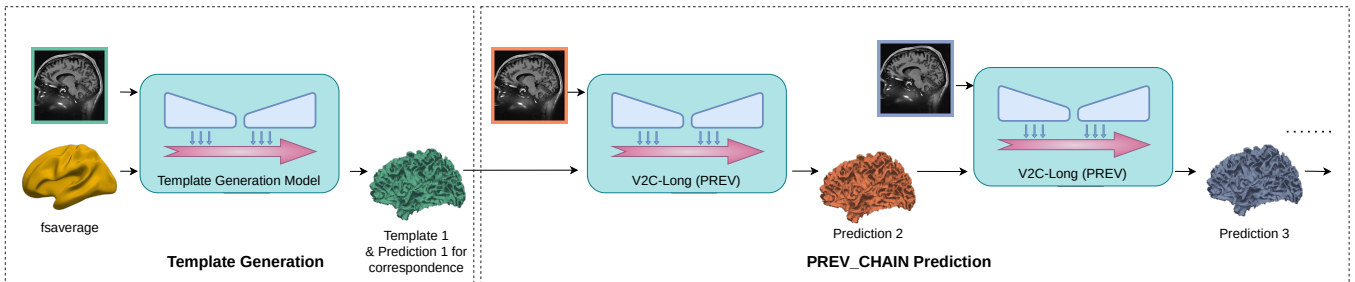 fsaverage
Template Generation Model
Template 1
& Prediction 1 for
correspondence
Template Generation
V2C-Long (PREV)
Prediction 2
V2C-Long (PREV)
Prediction 3
.......
PREV_CHAIN Prediction